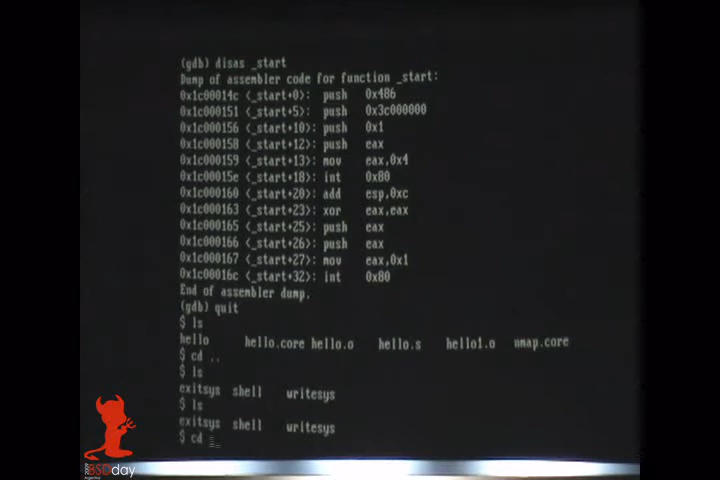 (gdb) disas _start
Dump of assembler code for function _start:
0x1c00014c <_start+0>: push 0x486
0x1c000151 <_start+5>: push 0x3c000000
0x1c000156 <_start+10>: push 0x1
0x1c000158 <_start+12>: push eax
0x1c000159 <_start+13>: mov eax,0x4
0x1c00015e <_start+18>: int 0x80
0x1c000160 <_start+20>: add esp,0xc
0x1c000163 <_start+23>: xor eax,eax
0x1c000165 <_start+25>: push eax
0x1c000166 <_start+26>: push eax
0x1c000167 <_start+27>: mov eax,0x1
0x1c00016c <_start+32>: int 0x80
End of assembler dump.
(gdb) quit
$ ls
hello hello.core hello.o hello.s hello1.o nmap.core
$ cd ..
$ ls
exitsys shell writesys
$ ls
exitsys shell writesys
$ cd
BSDday
Argentina